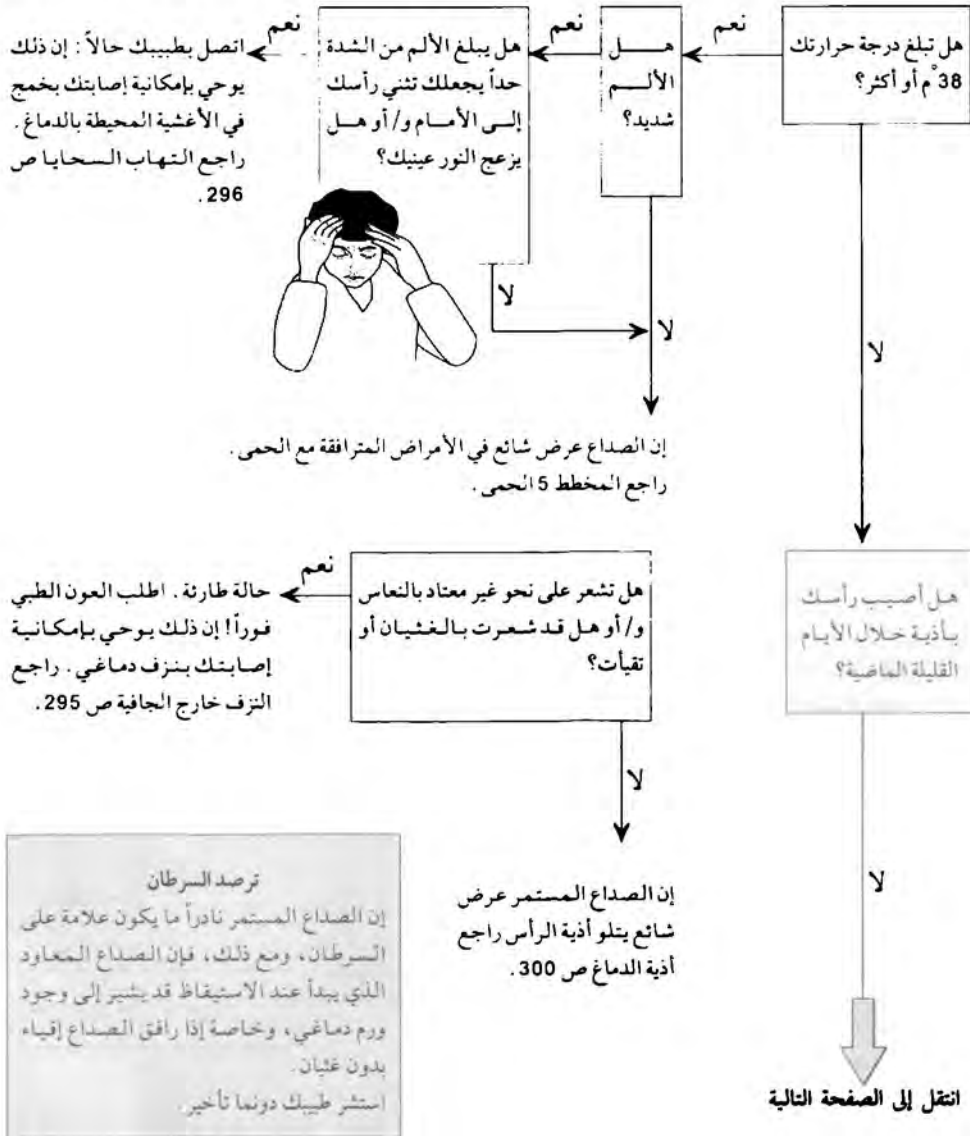 هل تبلغ درجة حرارتك
38 ْم أو أكثر؟
نعم
هـــل
الألـــم
شديد؟
نعم
هل يبلغ الألم من الشدة
حداً يجعلك تثني رأسك
إلى الأمام و/ أو هل
يزعج النور عينيك؟
نعم
اتصل بطبيبك حالاً : إن ذلك
يوحي بإمكانية إصابتك بخمج
في الأغشية المحيطة بالدماغ .
راجع التهاب السحايا ص
296 .
لا
لا
لا
إن الصداع عرض شائع في الأمراض المترافقة مع الحمى .
راجع المخطط 5 الحمى .
هل أصيب رأسك
بأذية خلال الأيام
القليلة الماضية؟
هل تشعر على نحو غير معتاد بالنعاس
و/ أو هل قد شعرت بالغثيان أو
تقيأت؟
نعم
حالة طارئة . اطلب العون الطبي
فوراً ! إن ذلك يوحي بإمكانية
إصابتك بنزف دماغي . راجع
النزف خارج الجافية ص 295 .
لا
لا
إن الصداع المستمر عرض
شائع يتلو أذية الرأس راجع
أذية الدماغ ص 300 .
ترصد السرطان
إن الصداع المستمر نادراً ما يكون علامة على
السرطان، ومع ذلك، فإن الصداع المعاود
الذي يبدأ عند الاستيقاظ قد يشير إلى وجود
ورم دماغي، وخاصة إذا رافق الصداع إقياء
بدون غثيان .
استشر طبيبك دونما تأخير .
انتقل إلى الصفحة التالية